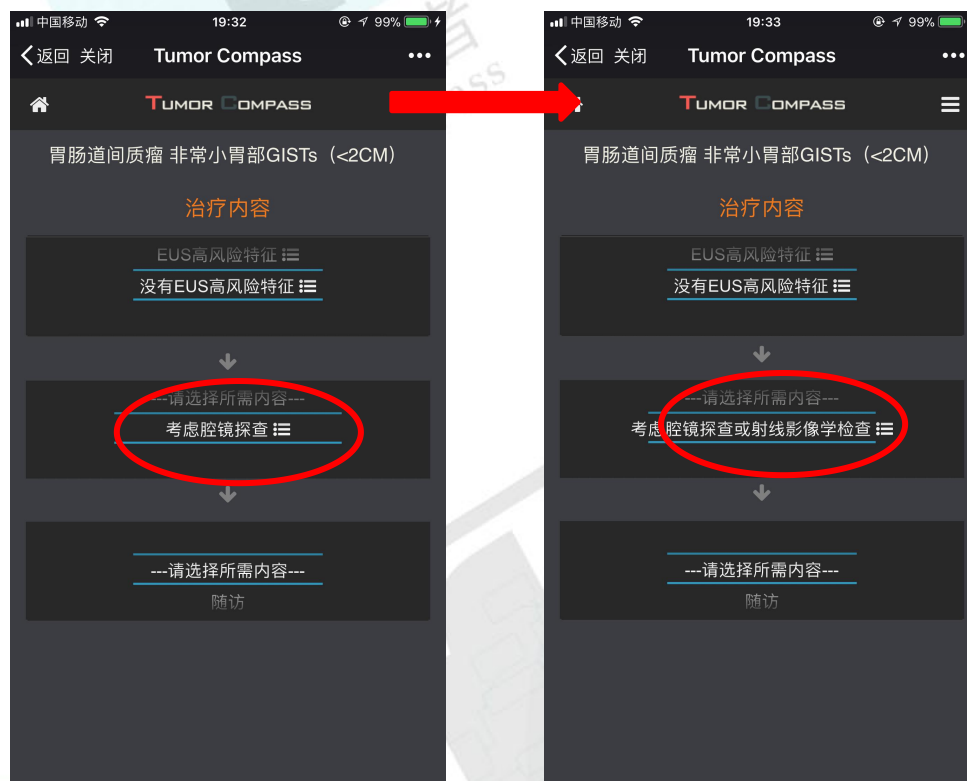 中国移动 19:32 99%
返回 关闭 Tumor Compass
TUMOR COMPASS
胃肠道间质瘤 非常小胃部GISTs（<2CM）
治疗内容
EUS高风险特征
没有EUS高风险特征
---请选择所需内容---
考虑腔镜探查
---请选择所需内容---
随访
中国移动 19:33 99%
返回 关闭 Tumor Compass
TUMOR COMPASS
胃肠道间质瘤 非常小胃部GISTs（<2CM）
治疗内容
EUS高风险特征
没有EUS高风险特征
---请选择所需内容---
考虑腔镜探查或射线影像学检查
---请选择所需内容---
随访